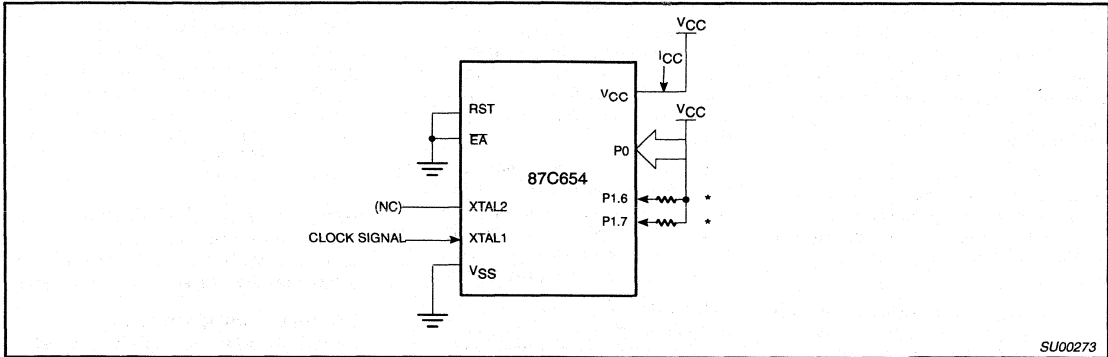 VCC
ICC
VCC
RST
VCC
EA
P0
87C654
(NC)
XTAL2
P1.6
*
CLOCK SIGNAL
XTAL1
P1.7
*
VSS
SU00273